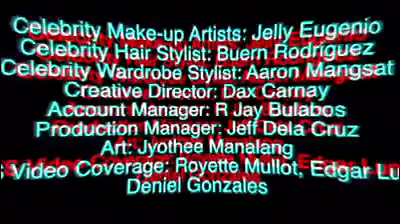 Celebrity Make-up Artists: Jelly Eugenio
Celebrity Hair Stylist: Buern Rodriguez
Celebrity Wardrobe Stylist: Aaron Mangsat
Creative Director: Dax Carnay
Account Manager: R Jay Bulabos
Production Manager: Jeff Dela Cruz
Art: Jyothee Manalang
Video Coverage: Royette Mullot, Edgar Lu
Deniel Gonzales